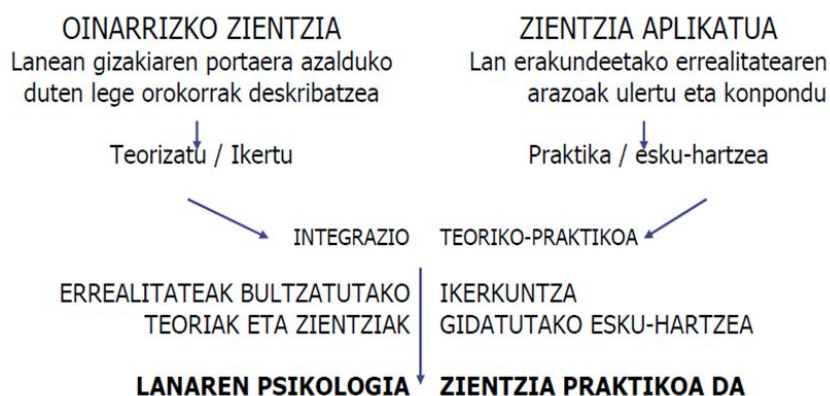 OINARRIZKO ZIENTZIA
Lanean gizakiaren portaera azalduko
duten lege orokorrak deskribatzea
Teorizatu / Ikertu
ZIENTZIA APLIKATUA
Lan erakundeetako errealitatearen
arazoak ulertu eta konpondu
Praktika / esku-hartzea
INTEGRAZIO TEORIKO-PRAKTIKOA
ERREALITATEAK BULTZATUTAKO
TEORIAK ETA ZIENTZIAK
IKERKUNTZA
GIDATUTAKO ESKU-HARTZEA
LANAREN PSIKOLOGIA ZIENTZIA PRAKTIKOA DA